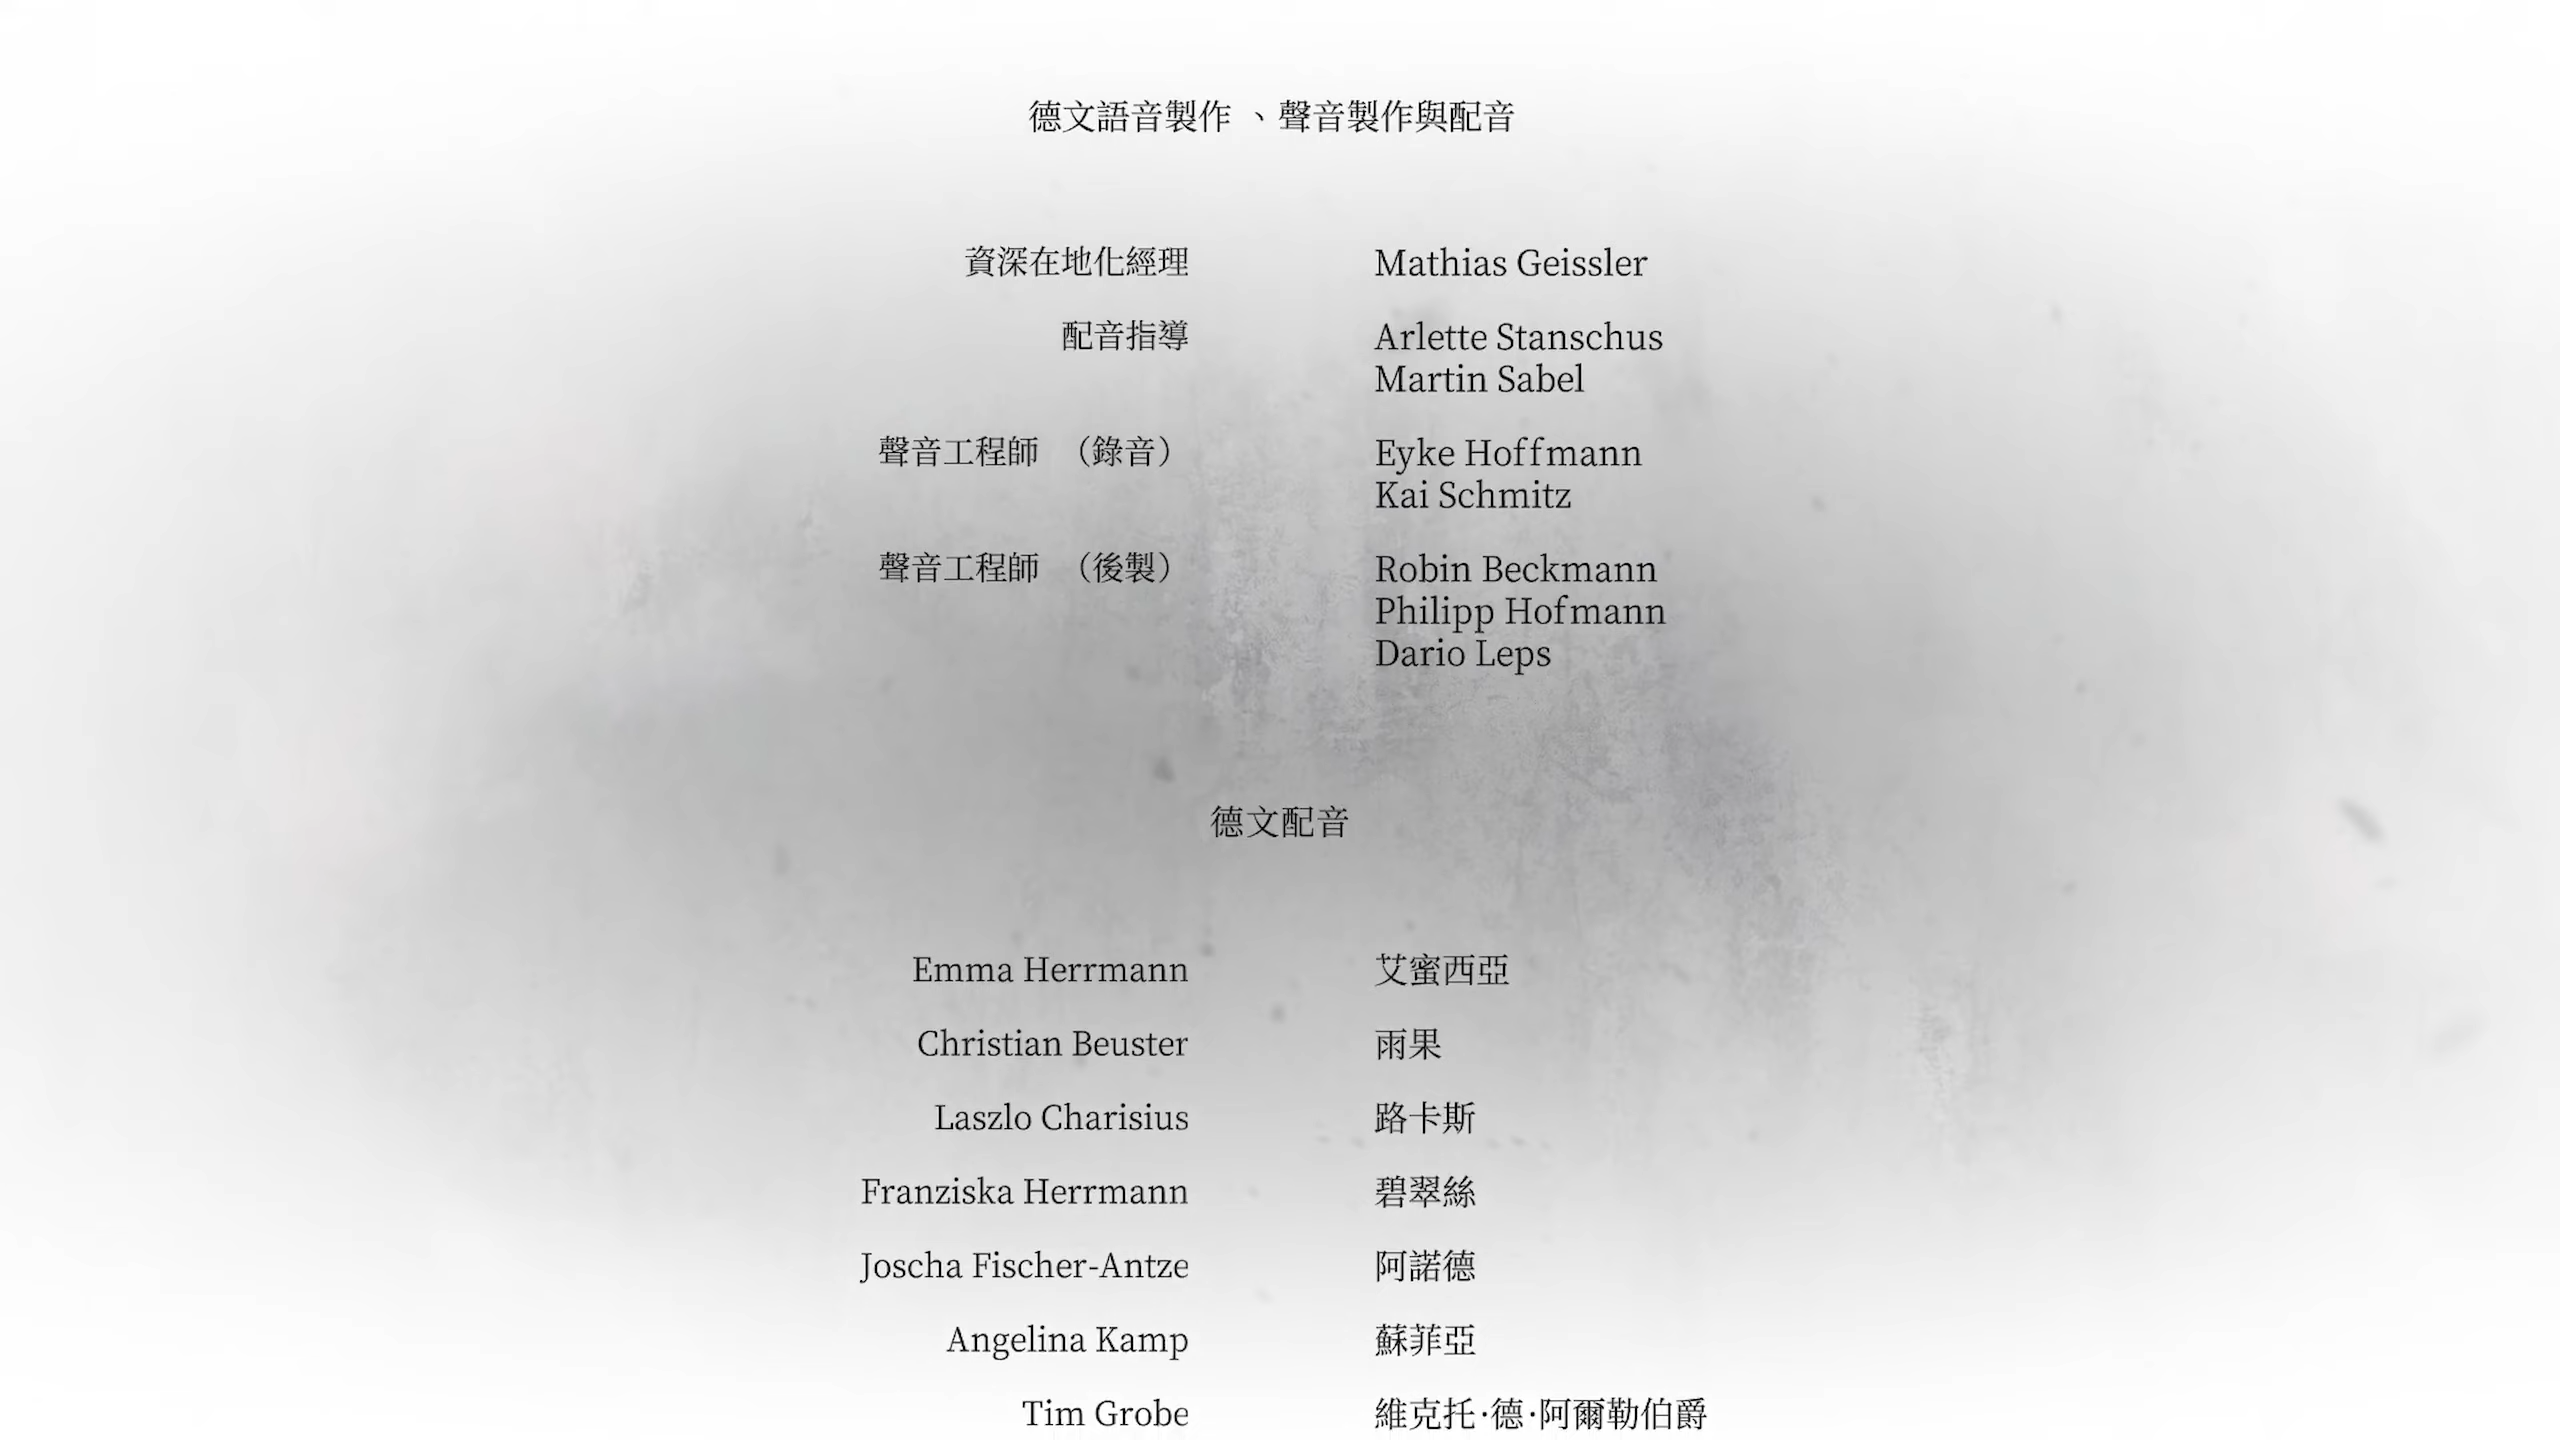 德文語音製作 、聲音製作與配音
資深在地化經理 Mathias Geissler
配音指導 Arlette Stanschus
Martin Sabel
聲音工程師 （錄音） Eyke Hoffmann
Kai Schmitz
聲音工程師 （後製） Robin Beckmann
Philipp Hofmann
Dario Leps
德文配音
Emma Herrmann 艾蜜西亞
Christian Beuster 雨果
Laszlo Charisius 路卡斯
Franziska Herrmann 碧翠絲
Joscha Fischer-Antze 阿諾德
Angelina Kamp 蘇菲亞
Tim Grobe 維克托·德·阿爾勒伯爵